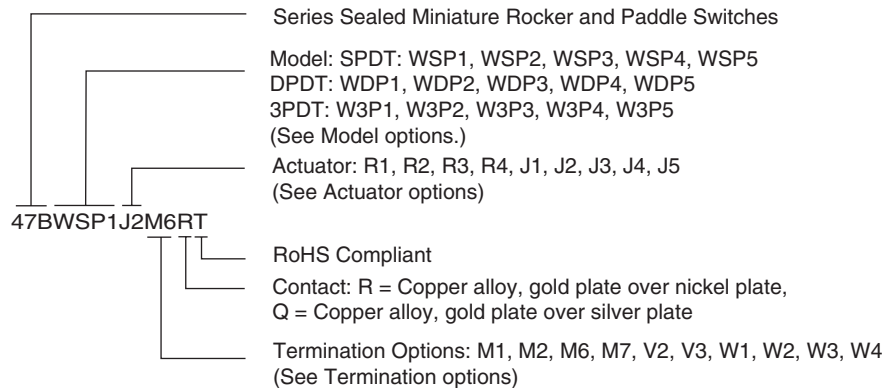 Series Sealed Miniature Rocker and Paddle Switches
Model: SPDT: WSP1, WSP2, WSP3, WSP4, WSP5
DPDT: WDP1, WDP2, WDP3, WDP4, WDP5
3PDT: W3P1, W3P2, W3P3, W3P4, W3P5
(See Model options.)
Actuator: R1, R2, R3, R4, J1, J2, J3, J4, J5
(See Actuator options)
47BWSP1J2M6RT
RoHS Compliant
Contact: R = Copper alloy, gold plate over nickel plate,
Q = Copper alloy, gold plate over silver plate
Termination Options: M1, M2, M6, M7, V2, V3, W1, W2, W3, W4
(See Termination options)